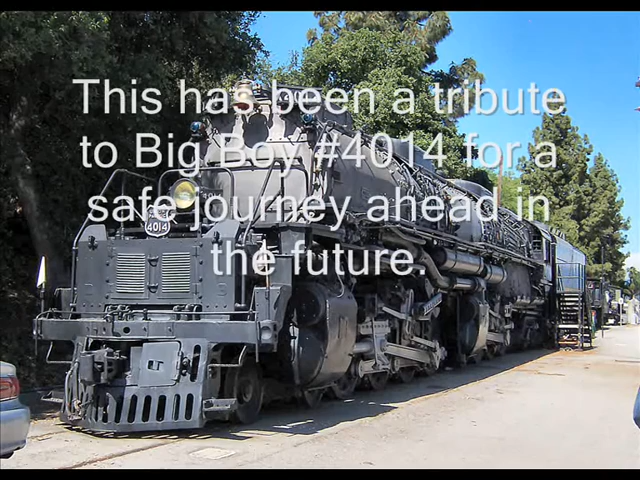 This has been a tribute
to Big Boy #4014 for a
safe journey ahead in
the future.
4014